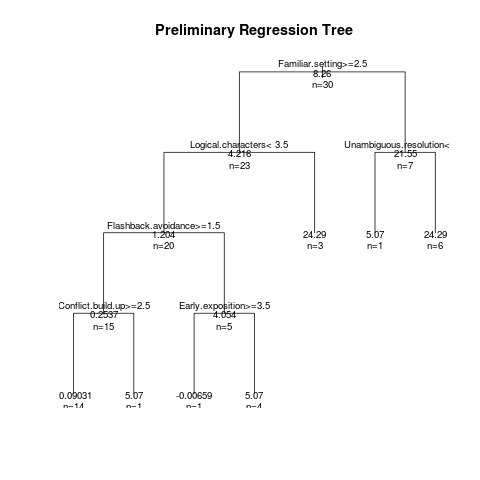 Preliminary Regression Tree
Familiar.setting>=2.5
8.26
n=30
Logical.characters< 3.5
4.216
n=23
Unambiguous.resolution<
21.55
n=7
Flashback.avoidance>=1.5
1.204
n=20
24.29
n=3
5.07
n=1
24.29
n=6
Conflict.build.up>=2.5
0.2537
n=15
Early.exposition>=3.5
4.054
n=5
0.09031
n=14
5.07
n=1
-0.00659
n=1
5.07
n=4